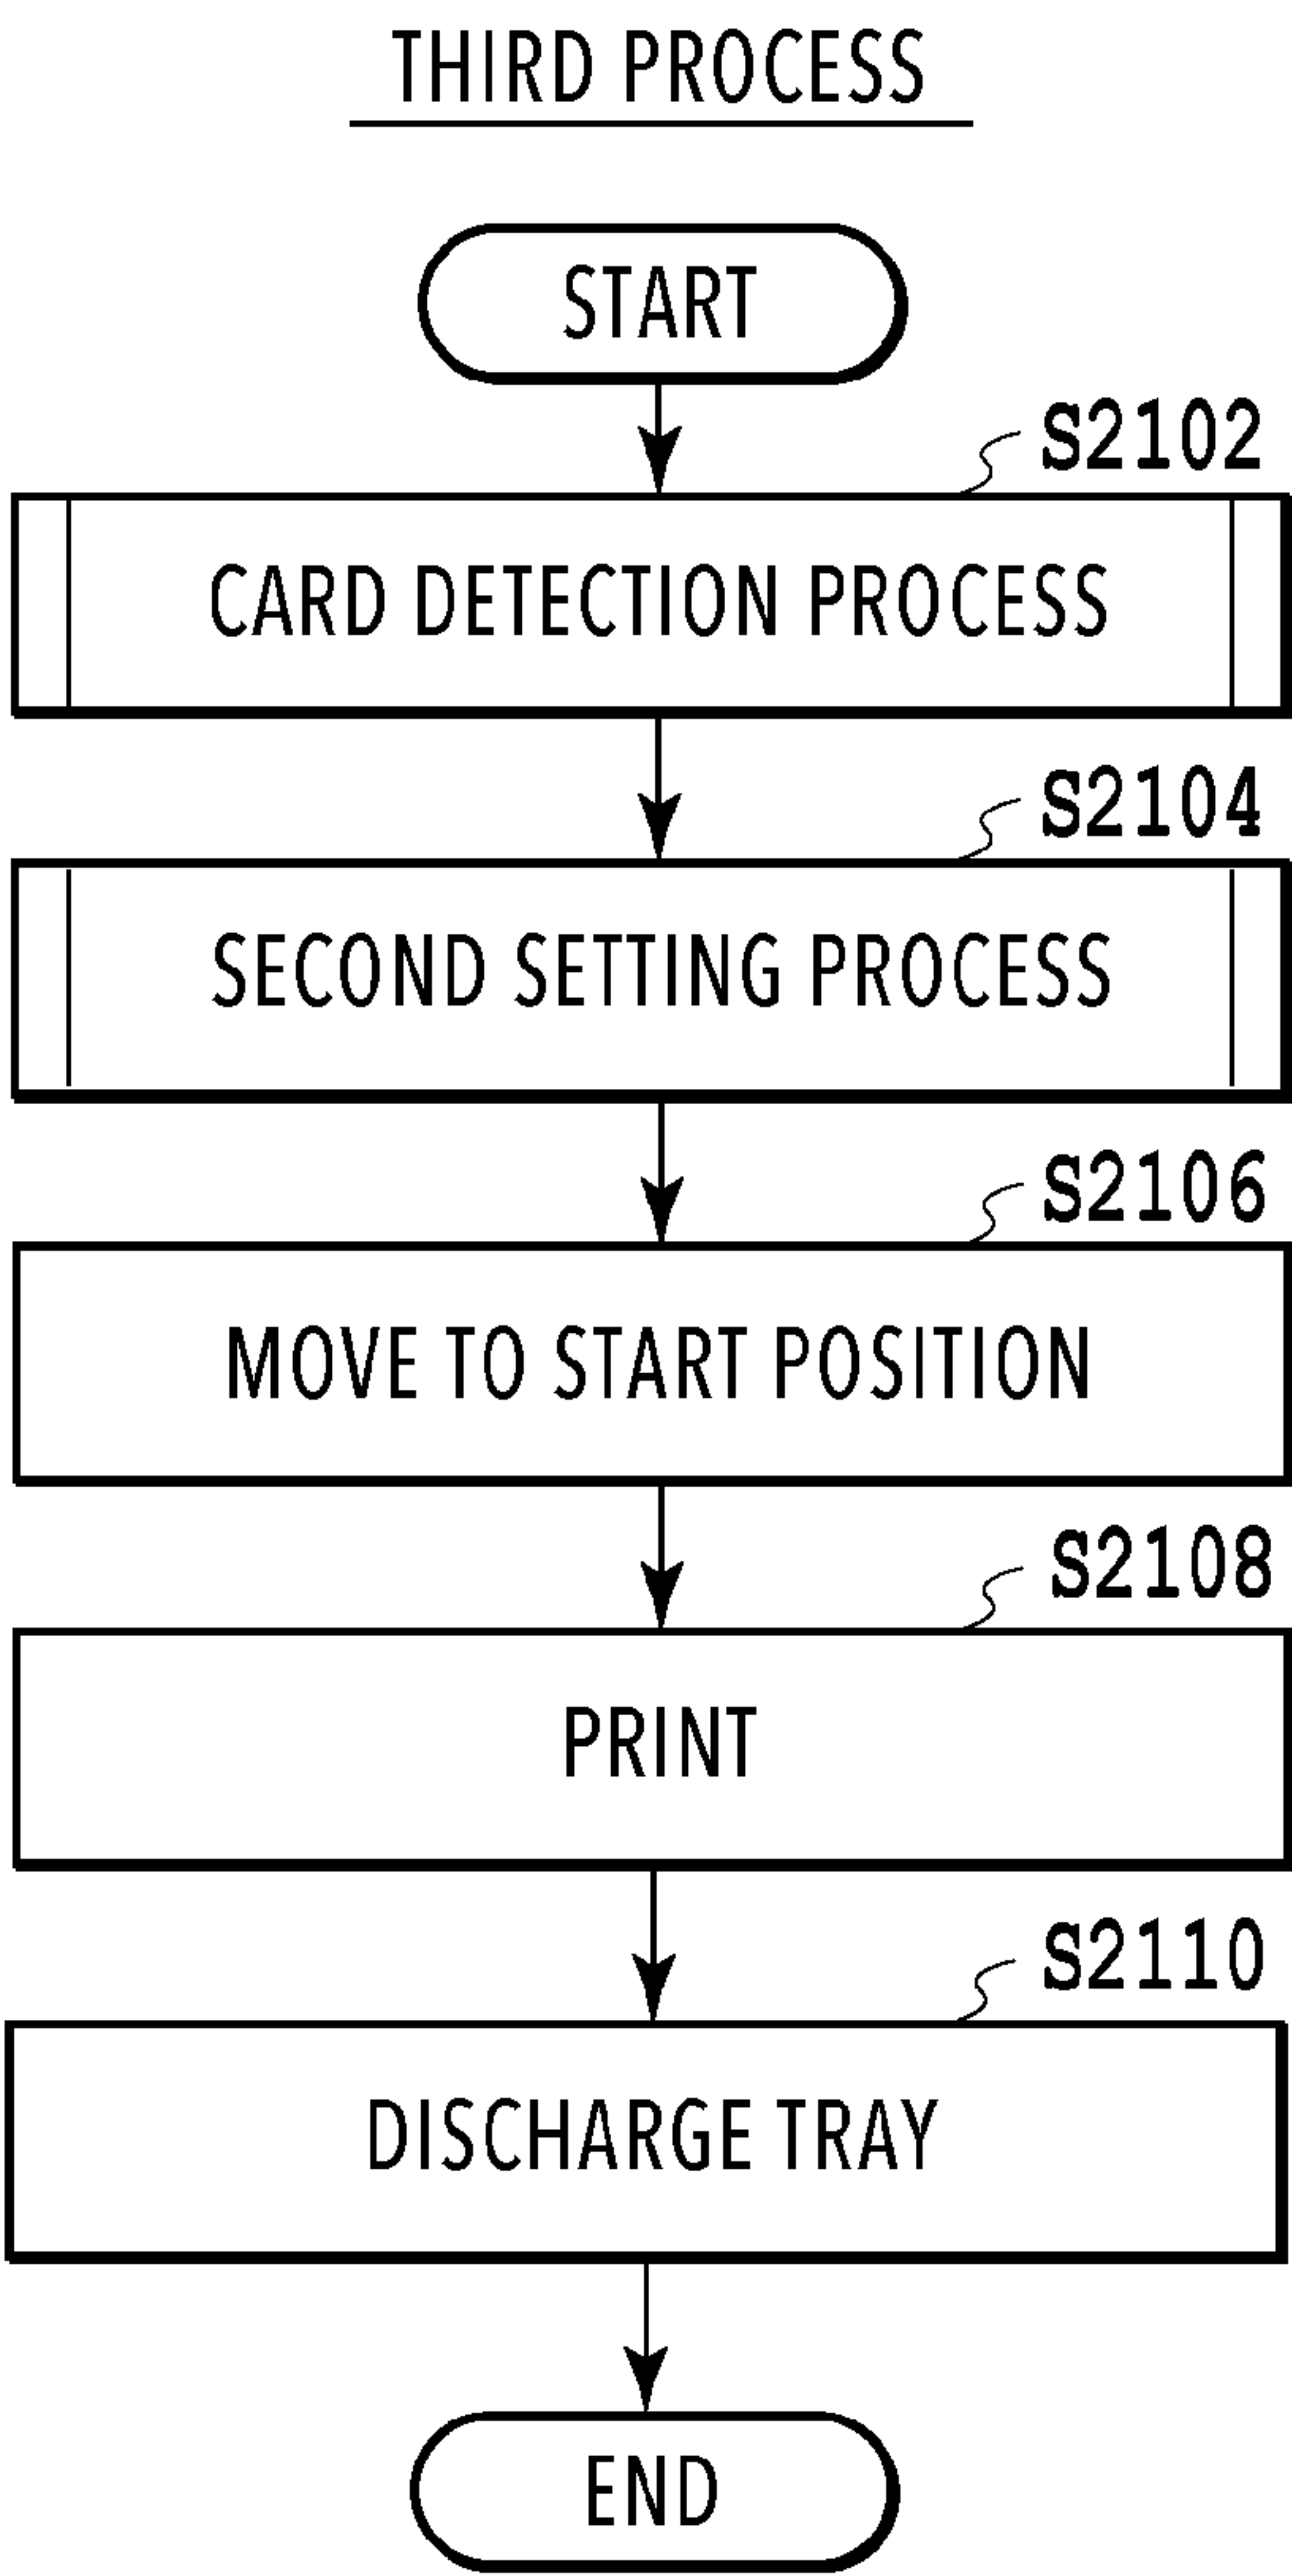 THIRD PROCESS
START
S2102
CARD DETECTION PROCESS
S2104
SECOND SETTING PROCESS
S2106
MOVE TO START POSITION
S2108
PRINT
S2110
DISCHARGE TRAY
END